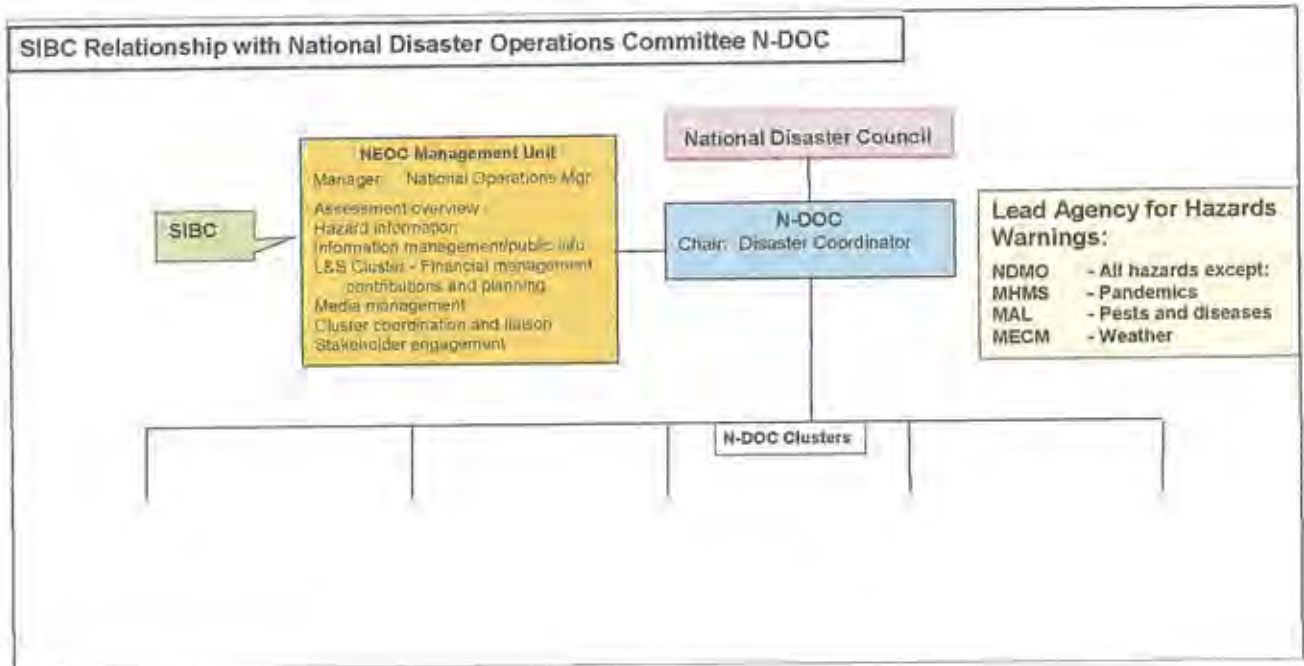 SIBC Relationship with National Disaster Operations Committee N-DOC
National Disaster Council
NEOC Management Unit
Manager: National Operations Mgr
Assessment overview
Hazard information
Information management/public info
L&S Cluster - Financial management
contributions and planning
Media management
Cluster coordination and liaison
Stakeholder engagement
SIBC
N-DOC
Chair: Disaster Coordinator
Lead Agency for Hazards
Warnings:
NDMO - All hazards except:
MHMS - Pandemics
MAL - Pests and diseases
MECM - Weather
N-DOC Clusters